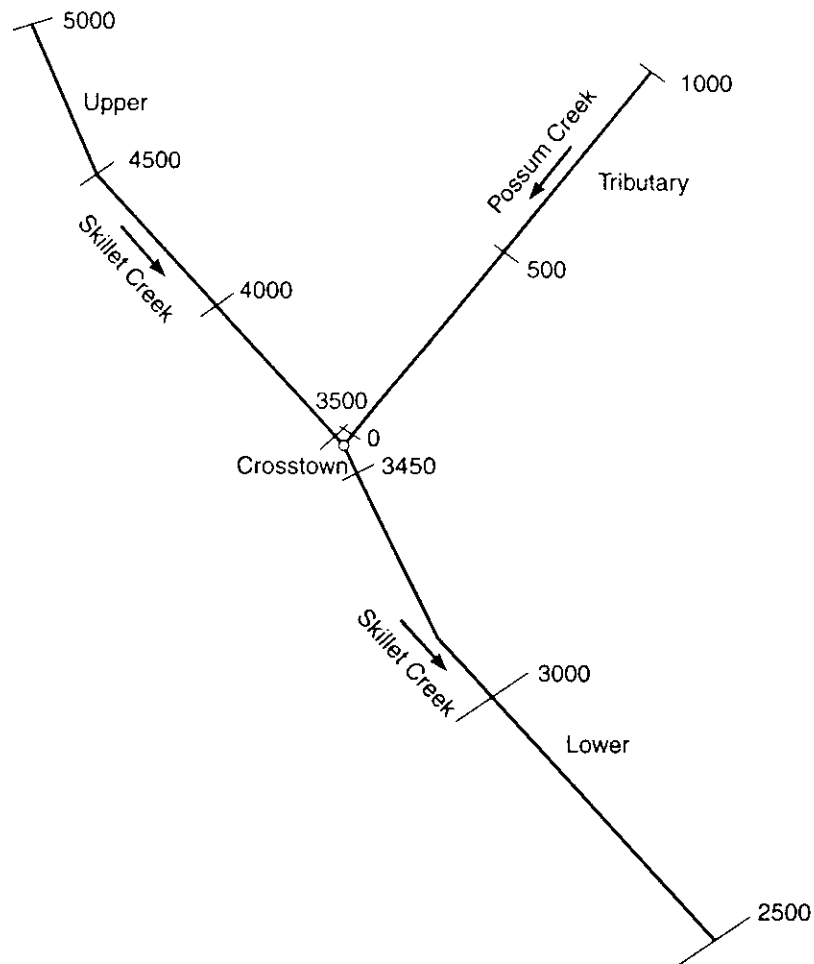 5000
1000
Upper
Possum Creek
4500
Tributary
Skillet Creek
500
4000
3500
0
Crosstown
3450
Skillet Creek
3000
Lower
2500